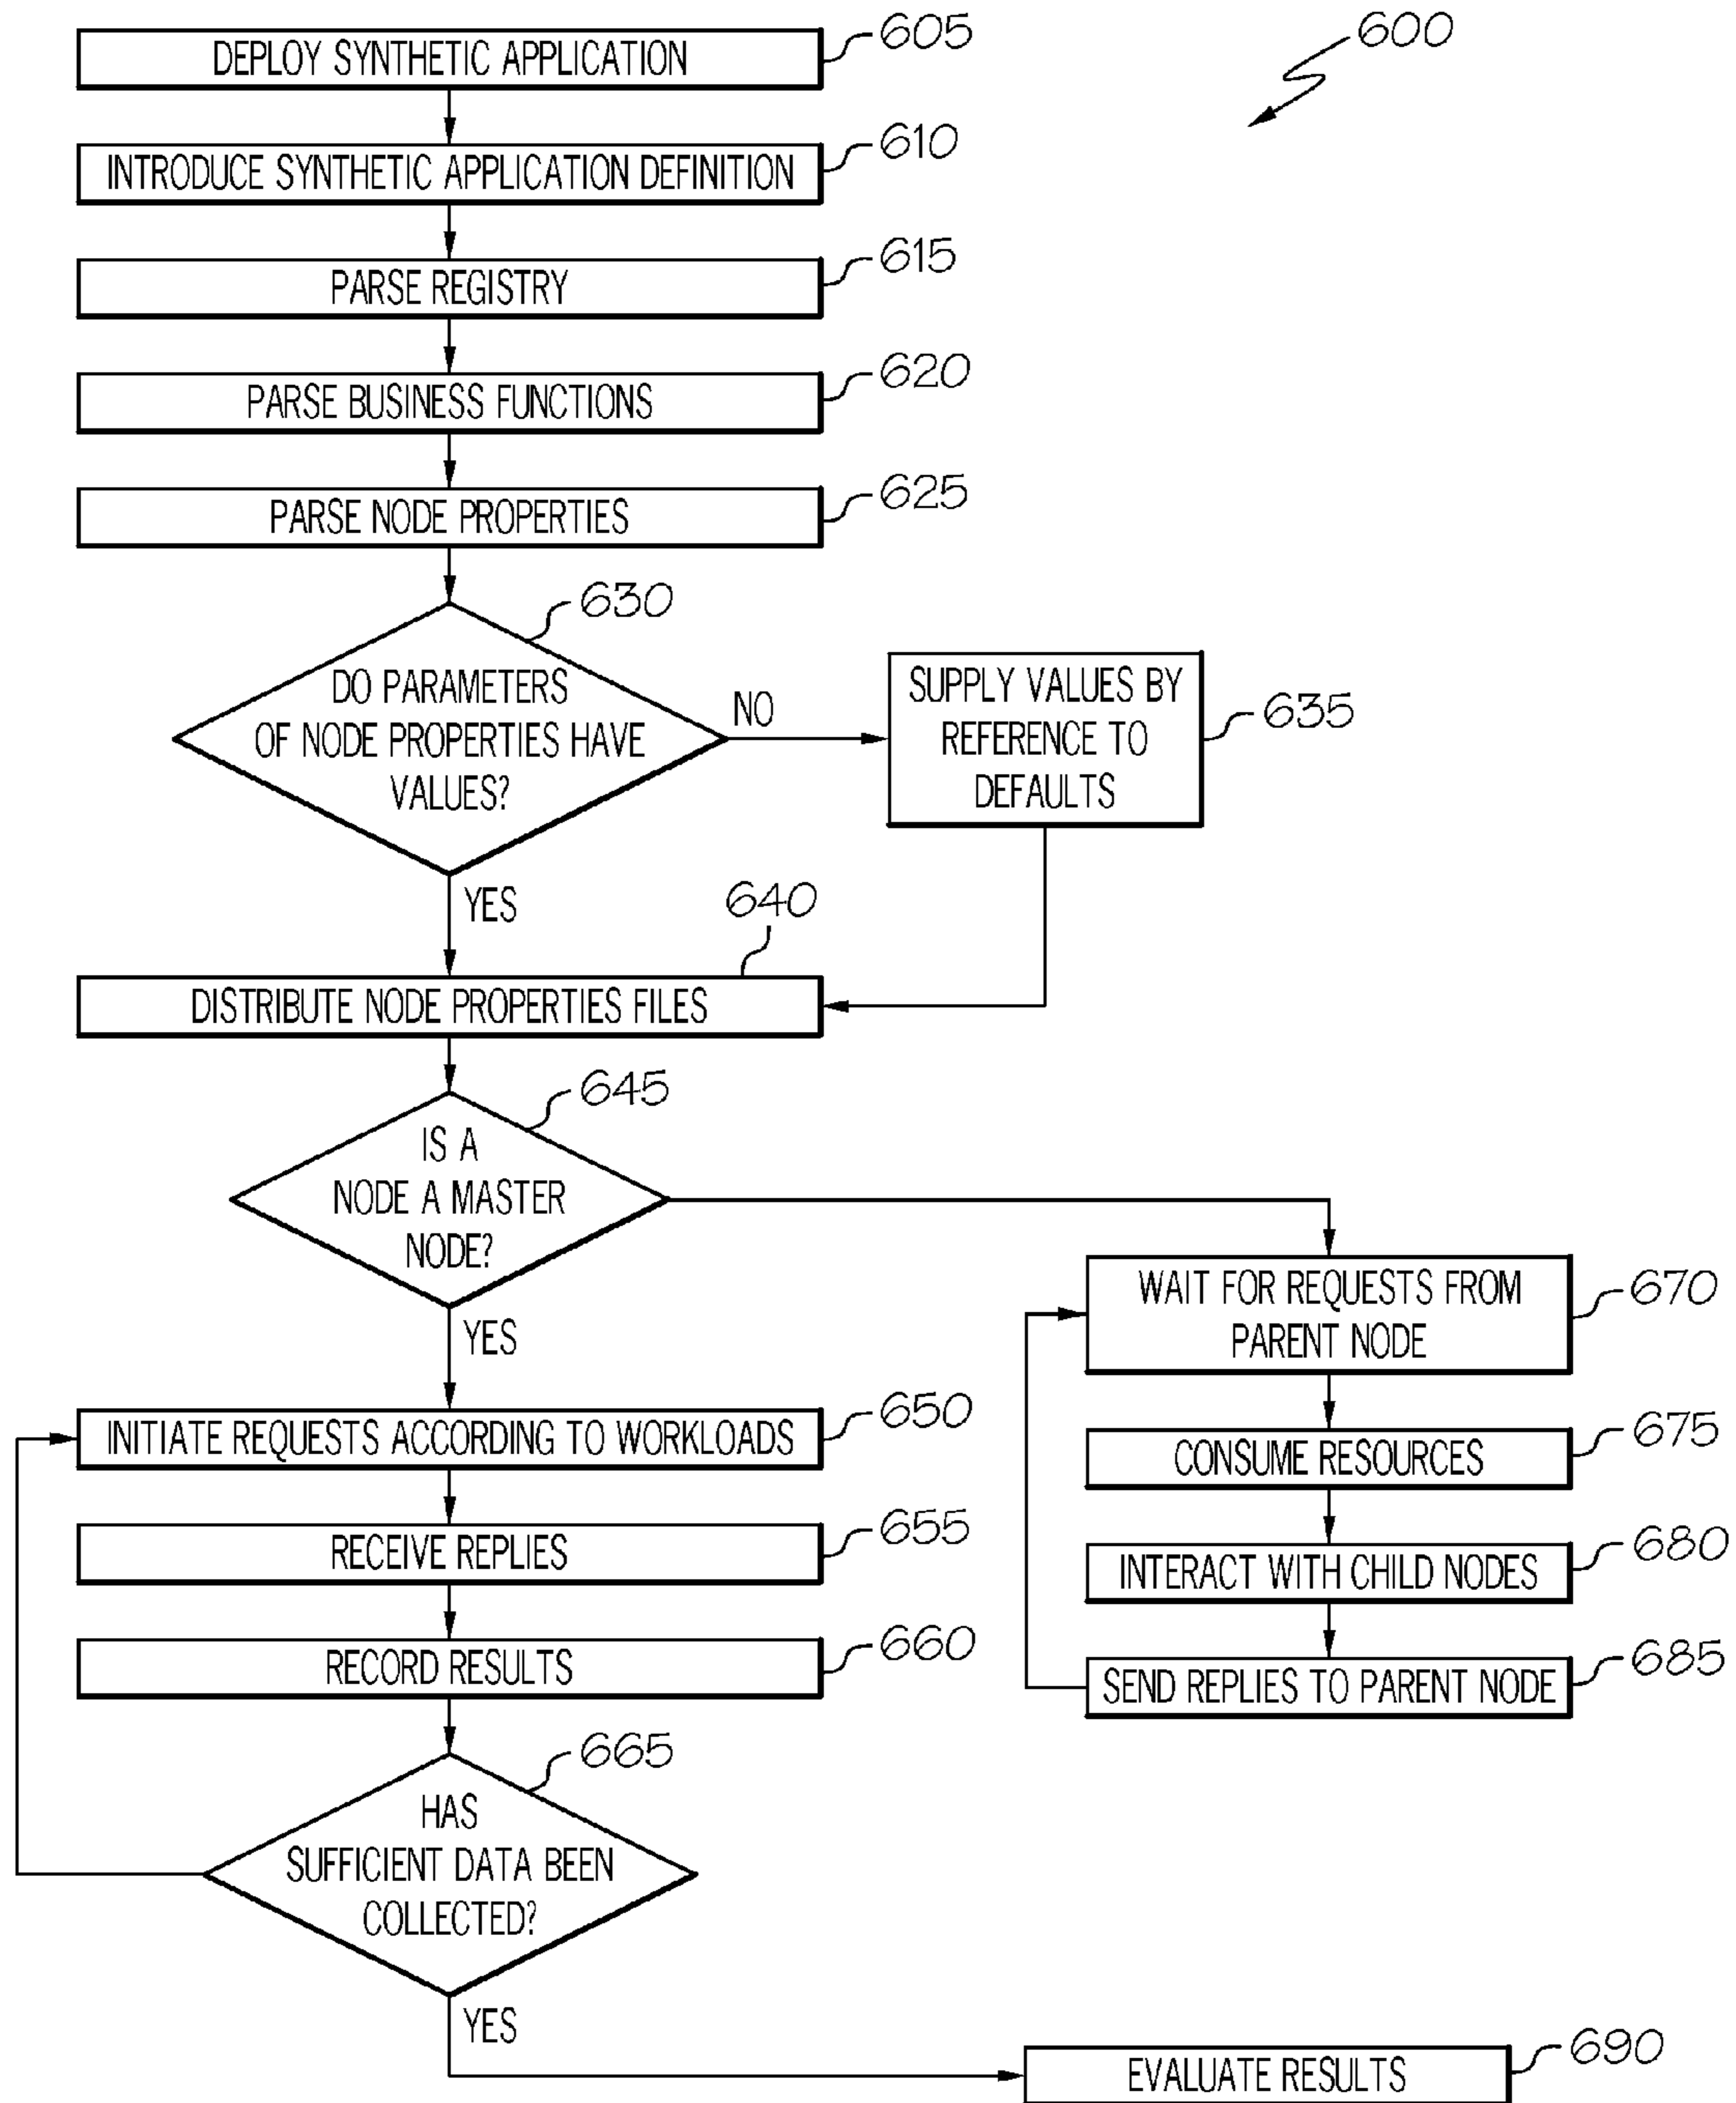 600
DEPLOY SYNTHETIC APPLICATION
605
INTRODUCE SYNTHETIC APPLICATION DEFINITION
610
PARSE REGISTRY
615
PARSE BUSINESS FUNCTIONS
620
PARSE NODE PROPERTIES
625
630
DO PARAMETERS
OF NODE PROPERTIES HAVE
VALUES?
NO
SUPPLY VALUES BY
REFERENCE TO
DEFAULTS
635
YES
640
DISTRIBUTE NODE PROPERTIES FILES
645
IS A
NODE A MASTER
NODE?
YES
INITIATE REQUESTS ACCORDING TO WORKLOADS
650
RECEIVE REPLIES
655
RECORD RESULTS
660
665
HAS
SUFFICIENT DATA BEEN
COLLECTED?
YES
WAIT FOR REQUESTS FROM
PARENT NODE
670
CONSUME RESOURCES
675
INTERACT WITH CHILD NODES
680
SEND REPLIES TO PARENT NODE
685
EVALUATE RESULTS
690